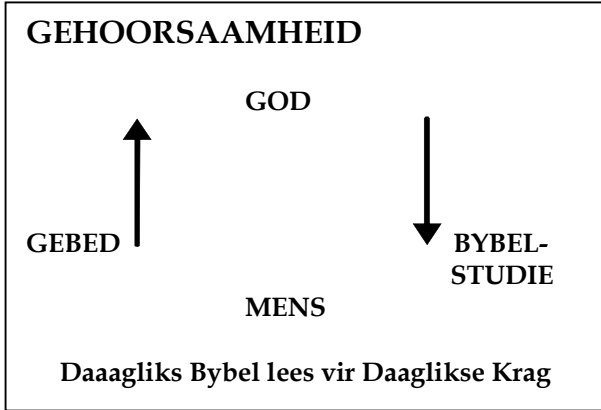 GEHOORSAAMHEID
GOD
GEBED
BYBEL-
STUDIE
MENS
Daaagliks Bybel lees vir Daaglikse Krag